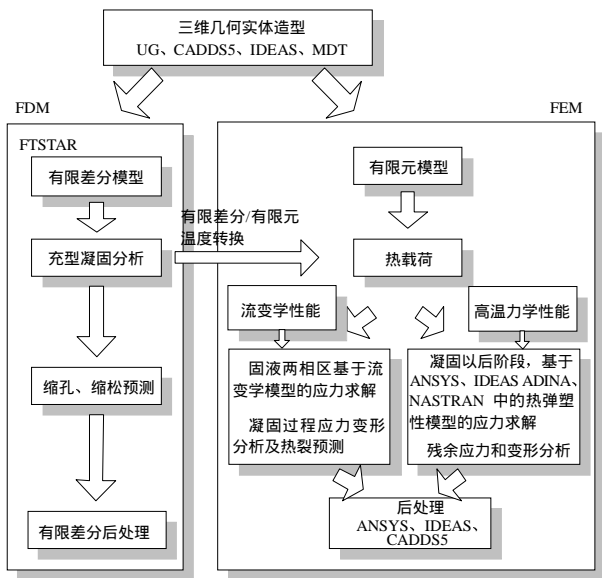 三维几何实体造型
UG、CADDS5、IDEAS、MDT
FDM
FEM
FTSTAR
有限差分模型
充型凝固分析
缩孔、缩松预测
有限差分后处理
有限差分/有限元
温度转换
有限元模型
热载荷
流变学性能
高温力学性能
固液两相区基于流
变学模型的应力求解
凝固过程应力变形
分析及热裂预测
凝固以后阶段，基于
ANSYS、IDEAS ADINA、
NASTRAN 中的热弹塑
性模型的应力求解
残余应力和变形分析
后处理
ANSYS、IDEAS、
CADDS5